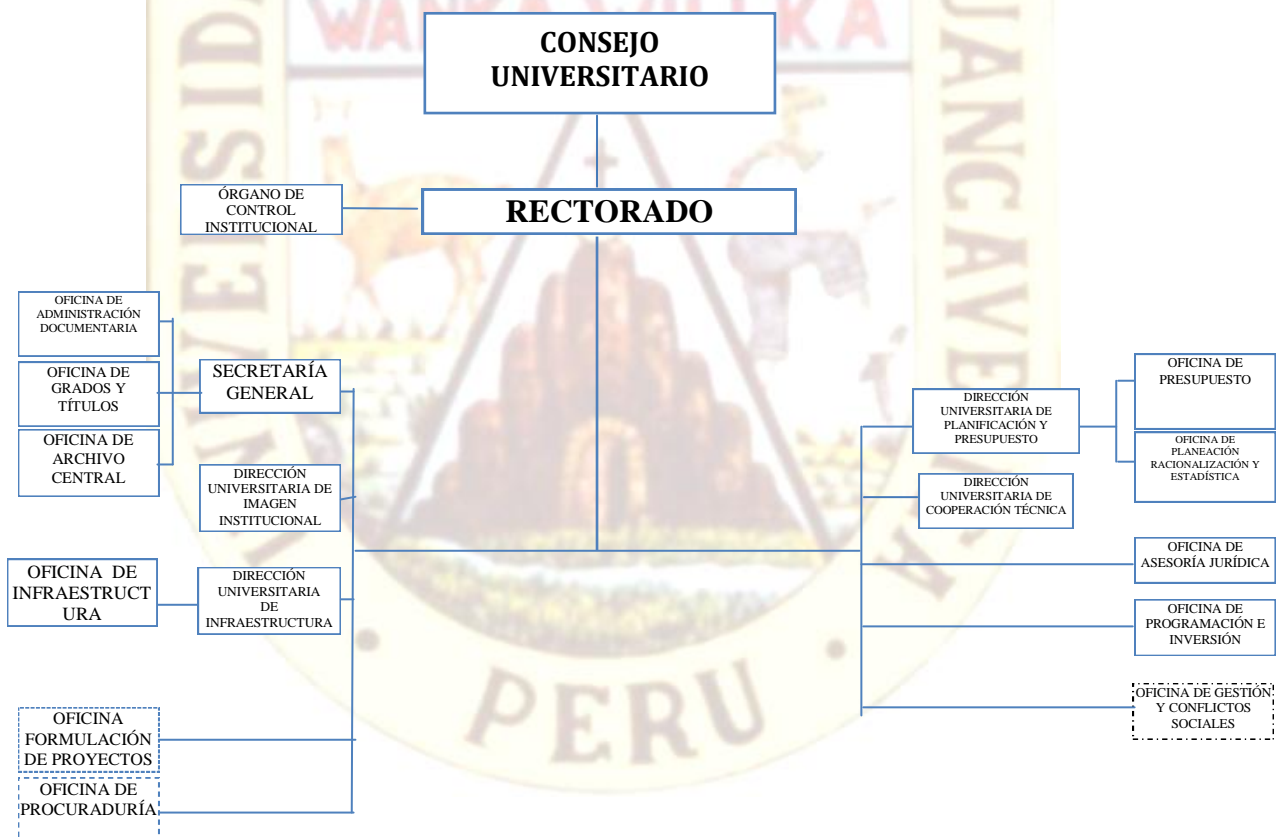 WANKA WILLKA
CONSEJO
UNIVERSITARIO
ÓRGANO DE
CONTROL
INSTITUCIONAL
RECTORADO
OFICINA DE
ADMINISTRACIÓN
DOCUMENTARIA
OFICINA DE
GRADOS Y
TÍTULOS
OFICINA DE
ARCHIVO
CENTRAL
SECRETARÍA
GENERAL
DIRECCIÓN
UNIVERSITARIA DE
IMAGEN
INSTITUCIONAL
OFICINA DE
INFRAESTRUCT
URA
DIRECCIÓN
UNIVERSITARIA
DE
INFRAESTRUCTURA
OFICINA
FORMULACIÓN
DE PROYECTOS
OFICINA DE
PROCURADURÍA
DIRECCIÓN
UNIVERSITARIA DE
PLANIFICACIÓN Y
PRESUPUESTO
OFICINA DE
PRESUPUESTO
OFICINA DE
PLANEACIÓN
RACIONALIZACIÓN Y
ESTADÍSTICA
DIRECCIÓN
UNIVERSITARIA DE
COOPERACIÓN TÉCNICA
OFICINA DE
ASESORÍA JURÍDICA
OFICINA DE
PROGRAMACIÓN E
INVERSIÓN
OFICINA DE GESTIÓN
Y CONFLICTOS
SOCIALES
PERU